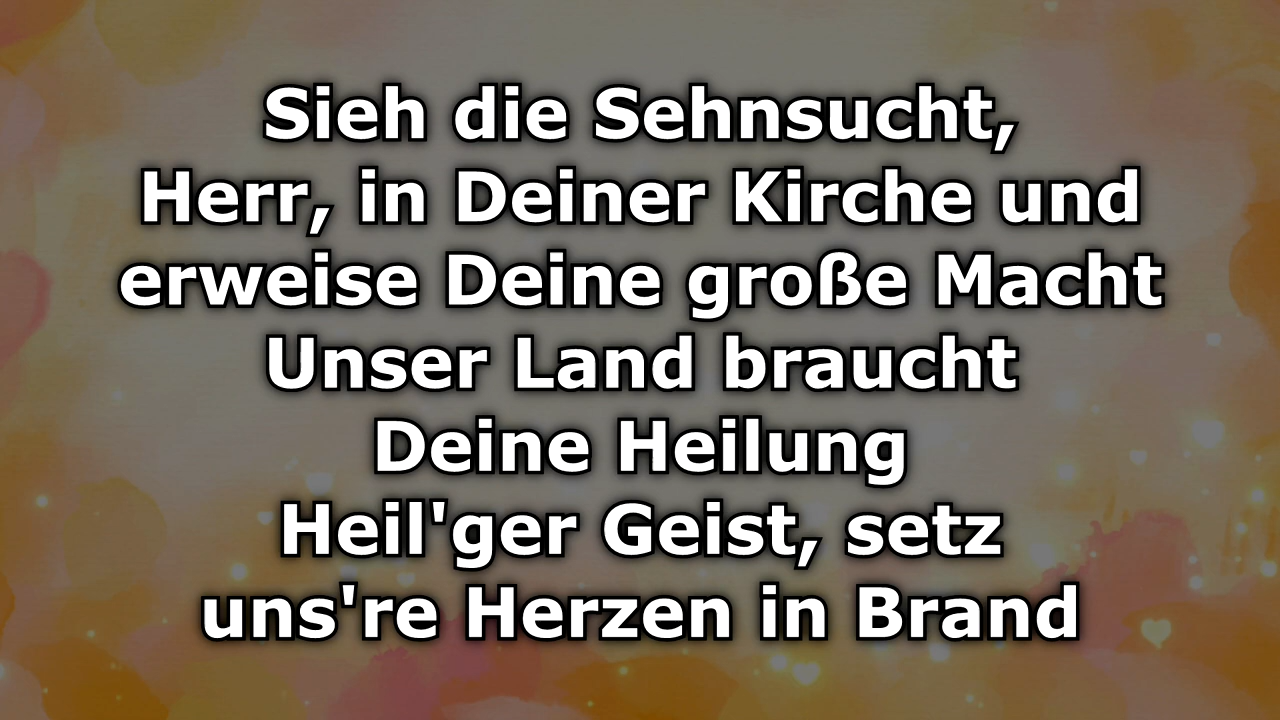 Sieh die Sehnsucht,
Herr, in Deiner Kirche und
erweise Deine große Macht
Unser Land braucht
Deine Heilung
Heil'ger Geist, setz
uns're Herzen in Brand